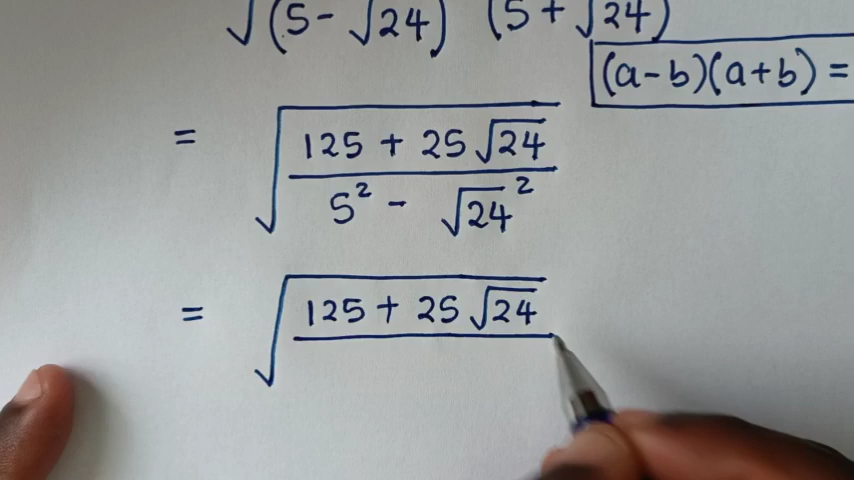 √(5 - √24) (5 + √24)
(a-b)(a+b) =
= √(125 + 25√24
5² - √24²)
= √(125 + 25√24